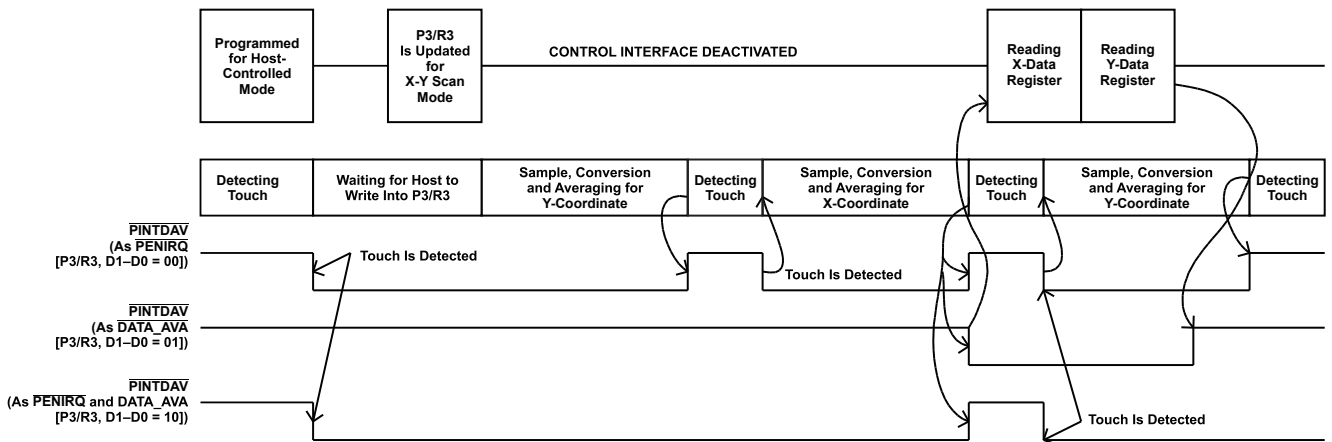 Programmed
for Host-
Controlled
Mode
P3/R3
Is Updated
for
X-Y Scan
Mode
CONTROL INTERFACE DEACTIVATED
Reading
X-Data
Register
Reading
Y-Data
Register
Detecting
Touch
Waiting for Host to
Write Into P3/R3
Sample, Conversion
and Averaging for
Y-Coordinate
Detecting
Touch
Sample, Conversion
and Averaging for
X-Coordinate
Detecting
Touch
Sample, Conversion
and Averaging for
Y-Coordinate
Detecting
Touch
PINTDAV
(As PENIRQ
[P3/R3, D1–D0 = 00])
Touch Is Detected
Touch Is Detected
PINTDAV
(As DATA_AVA
[P3/R3, D1–D0 = 01])
PINTDAV
(As PENIRQ and DATA_AVA
[P3/R3, D1–D0 = 10])
Touch Is Detected